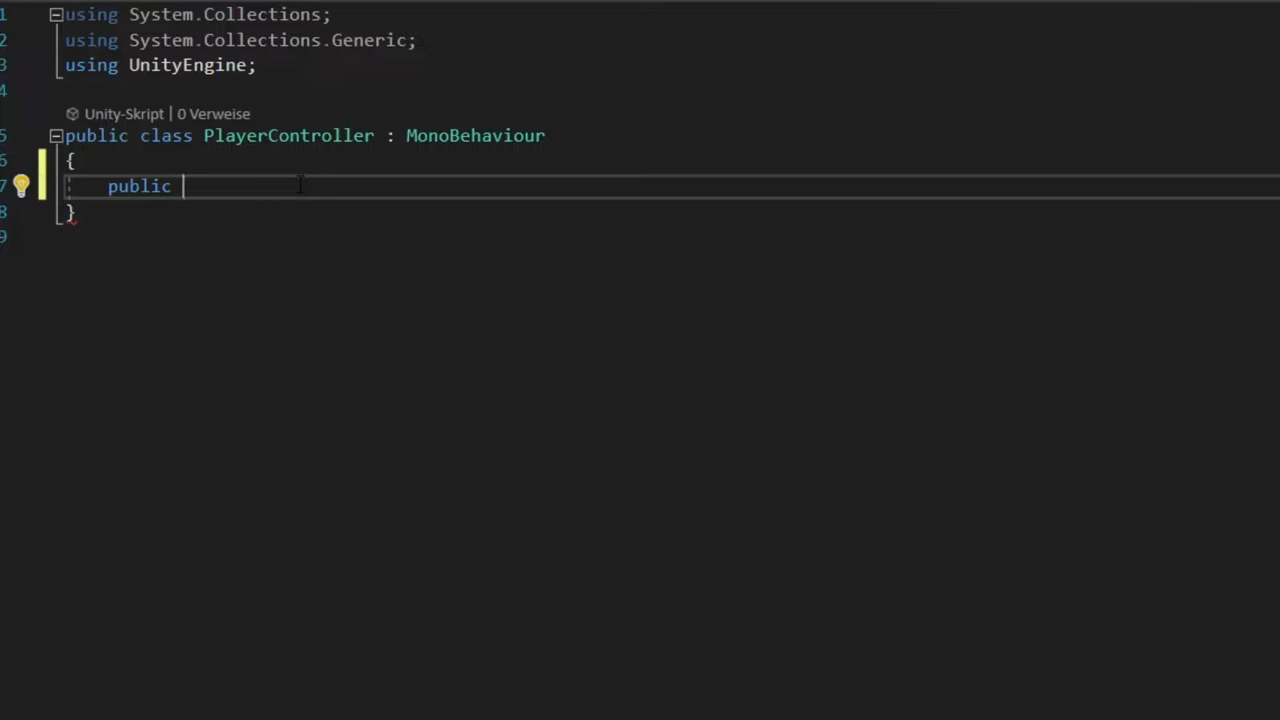 1 using System.Collections;
2 using System.Collections.Generic;
3 using UnityEngine;
4
Unity-Skript | 0 Verweise
5 public class PlayerController : MonoBehaviour
6 {
7 public
8 }
9